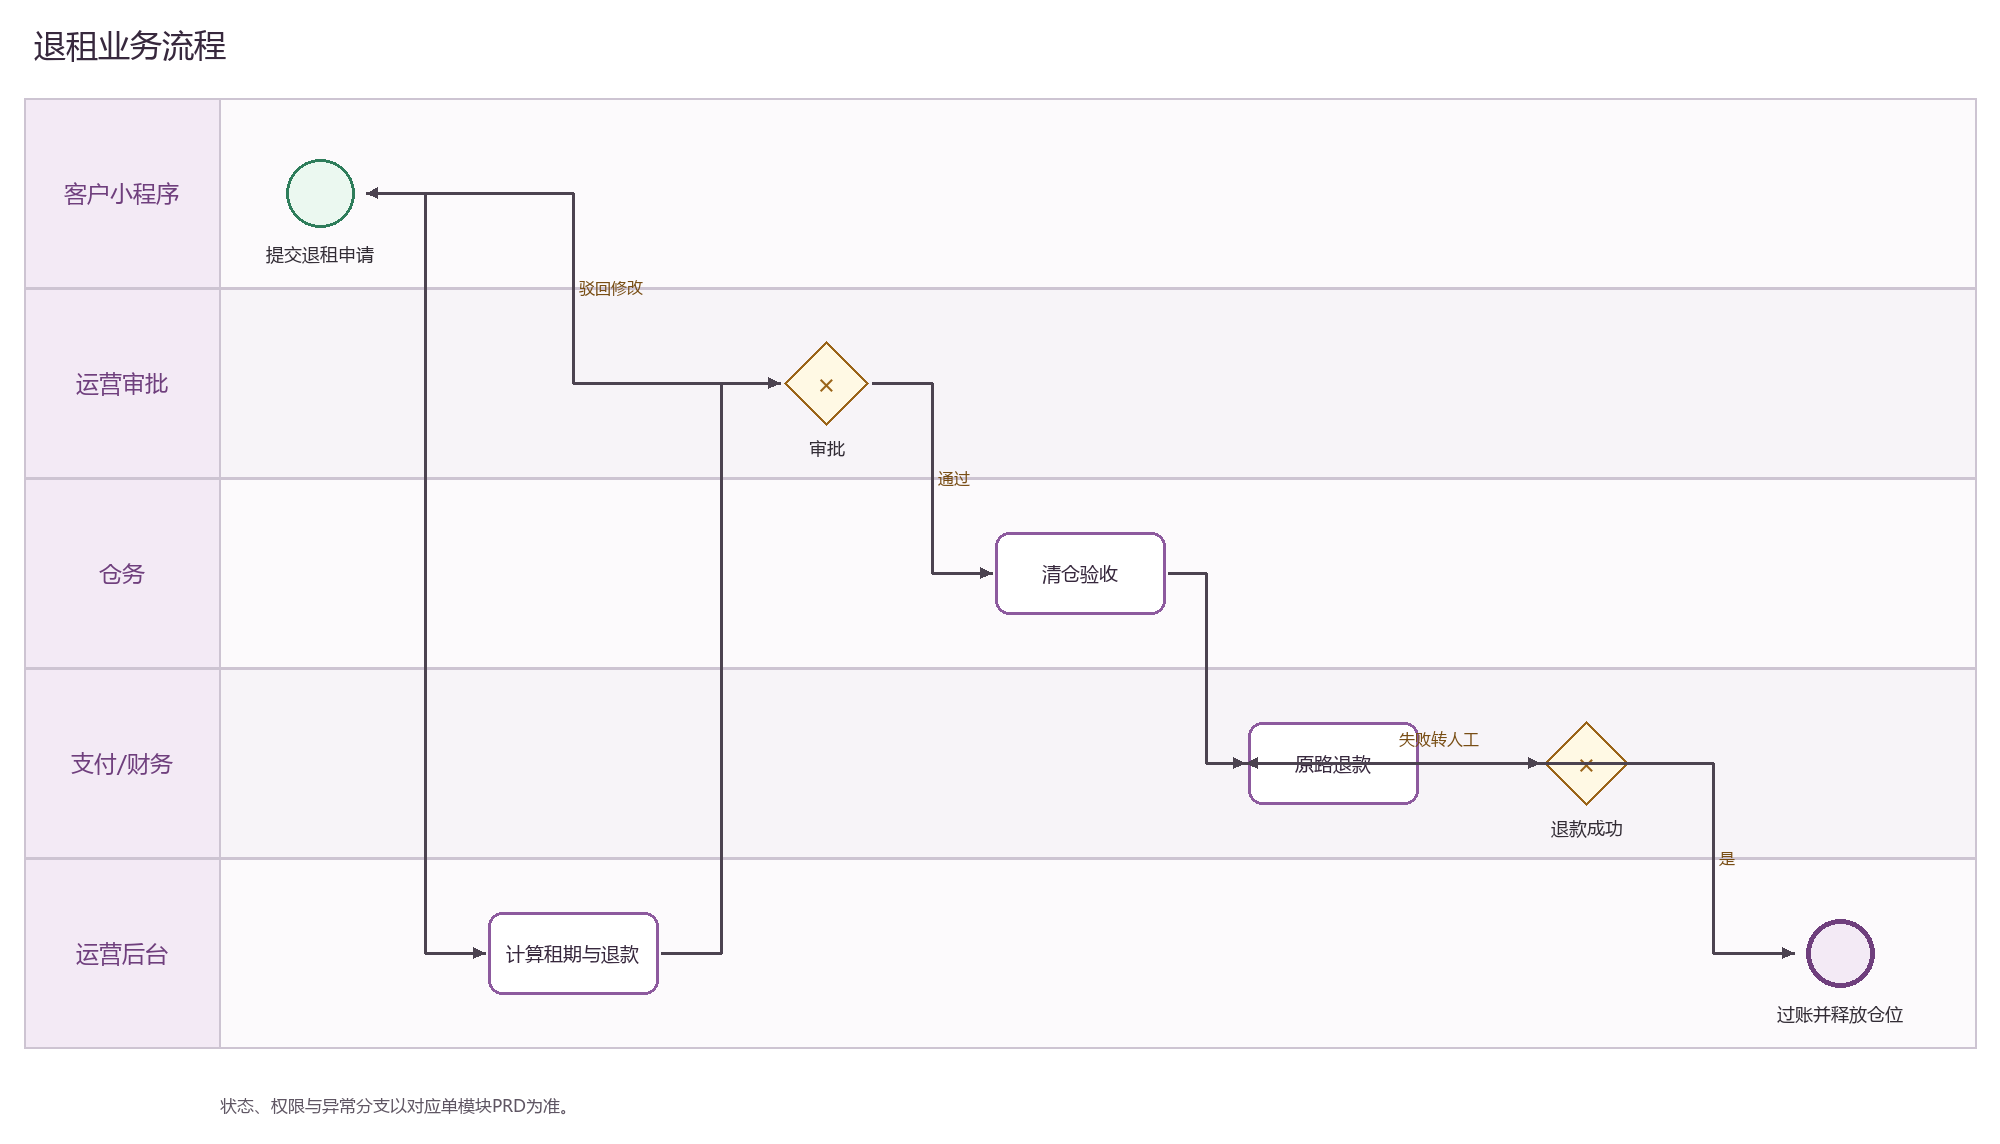 退租业务流程
客户小程序
提交退租申请
驳回修改
运营审批
×
审批
通过
仓务
清仓验收
支付/财务
原路退款
失败转人工
×
退款成功
是
运营后台
计算租期与退款
过账并释放仓位
状态、权限与异常分支以对应单模块PRD为准。